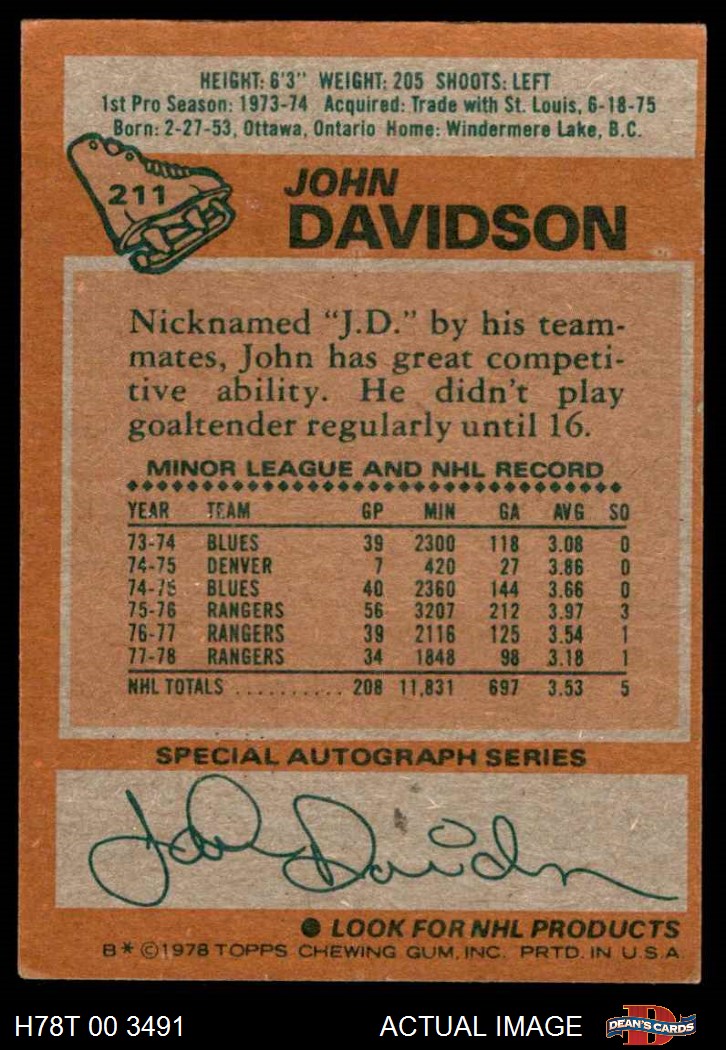 HEIGHT: 6'3" WEIGHT: 205 SHOOTS: LEFT
1st Pro Season: 1973-74 Acquired: Trade with St. Louis, 6-18-75
Born: 2-27-53, Ottawa, Ontario Home: Windermere Lake, B.C.
211
JOHN
DAVIDSON
Nicknamed "J.D." by his team-
mates, John has great competi-
tive ability. He didn't play
goaltender regularly until 16.
MINOR LEAGUE AND NHL RECORD
YEAR TEAM GP MIN GA AVG SO
73-74 BLUES 39 2300 118 3.08 0
74-75 DENVER 7 420 27 3.86 0
74-75 BLUES 40 2360 144 3.66 0
75-76 RANGERS 56 3207 212 3.97 3
76-77 RANGERS 39 2116 125 3.54 1
77-78 RANGERS 34 1848 98 3.18 1
NHL TOTALS .......... 208 11,831 697 3.53 5
SPECIAL AUTOGRAPH SERIES
John Davidson
● LOOK FOR NHL PRODUCTS
B* ©1978 TOPPS CHEWING GUM, INC. PRTD. IN U.S.A.
H78T 00 3491 ACTUAL IMAGE DEAN'S CARDS